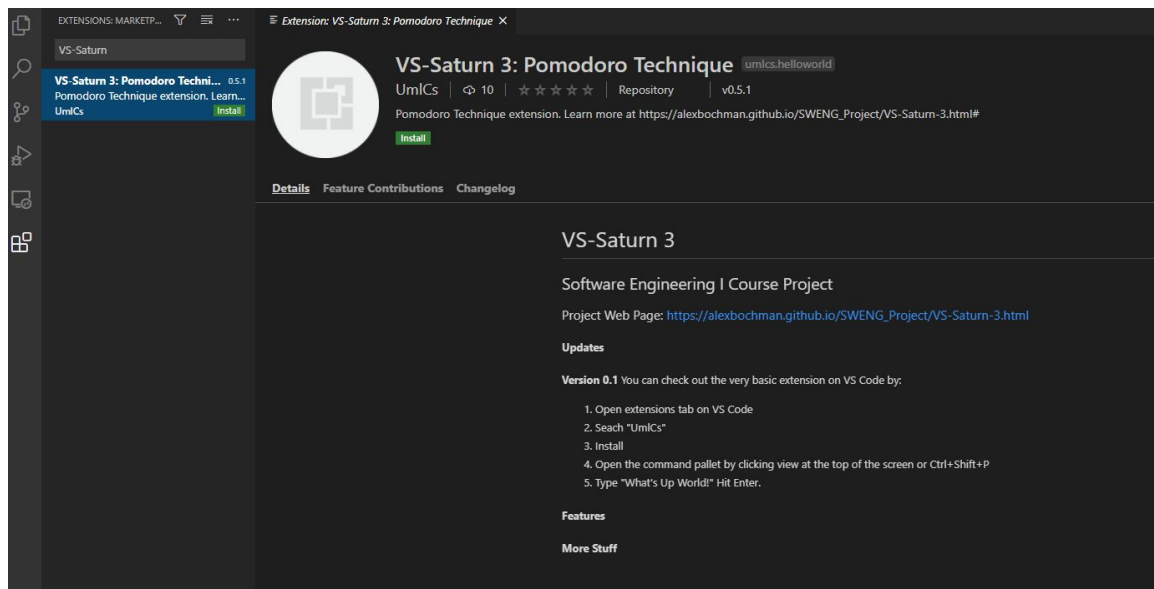 EXTENSIONS: MARKETP...
VS-Saturn
VS-Saturn 3: Pomodoro Techni... 0.5.1
Pomodoro Technique extension. Learn...
UmlCs Install
Extension: VS-Saturn 3: Pomodoro Technique
VS-Saturn 3: Pomodoro Technique umlcs.helloworld
UmlCs 10 Repository v0.5.1
Pomodoro Technique extension. Learn more at https://alexbochman.github.io/SWENG_Project/VS-Saturn-3.html#
Install
Details Feature Contributions Changelog
VS-Saturn 3
Software Engineering I Course Project
Project Web Page: https://alexbochman.github.io/SWENG_Project/VS-Saturn-3.html
Updates
Version 0.1 You can check out the very basic extension on VS Code by:
1. Open extensions tab on VS Code
2. Seach "UmlCs"
3. Install
4. Open the command pallet by clicking view at the top of the screen or Ctrl+Shift+P
5. Type "What's Up World!" Hit Enter.
Features
More Stuff